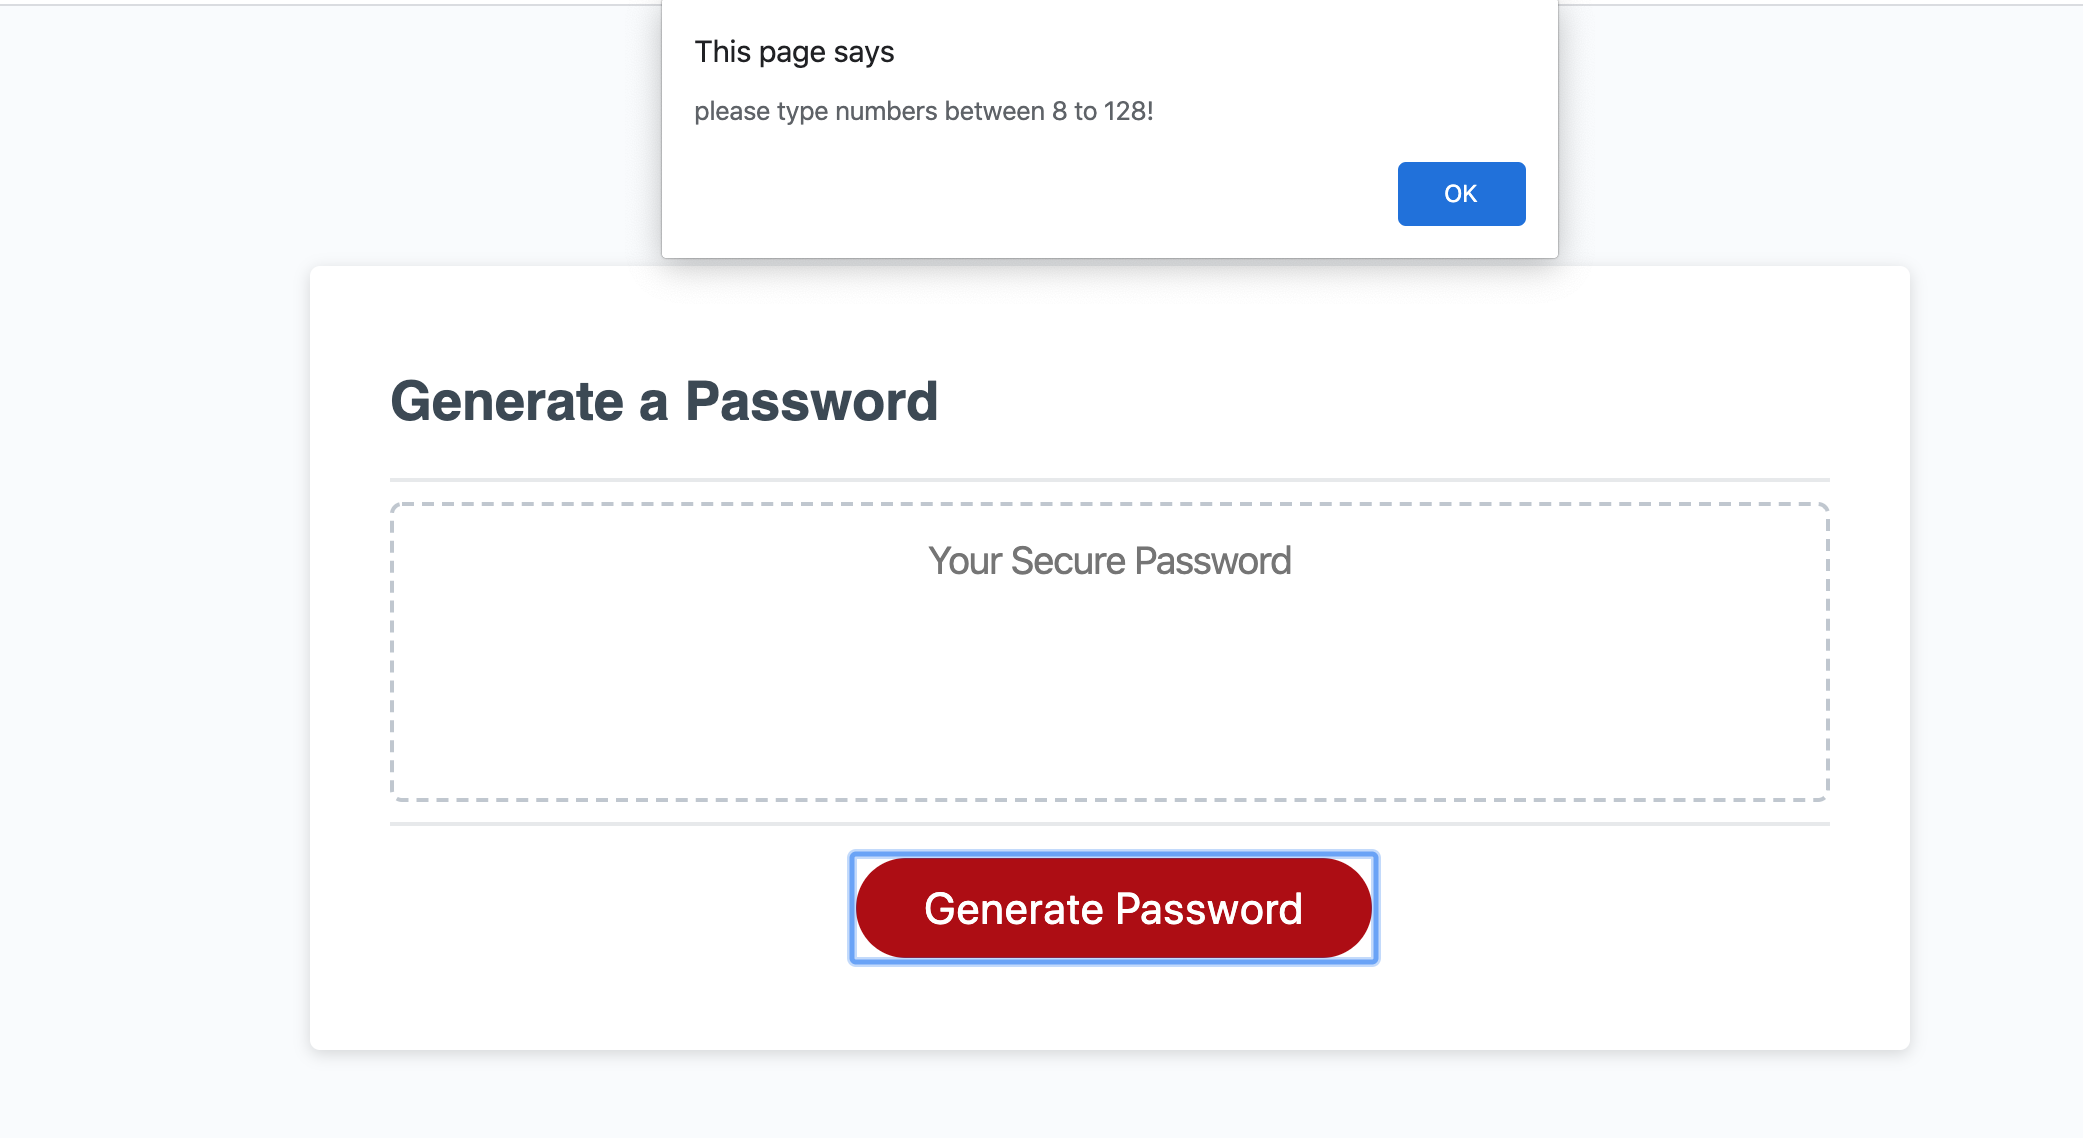 This page says
please type numbers between 8 to 128!
OK
Generate a Password
Your Secure Password
Generate Password